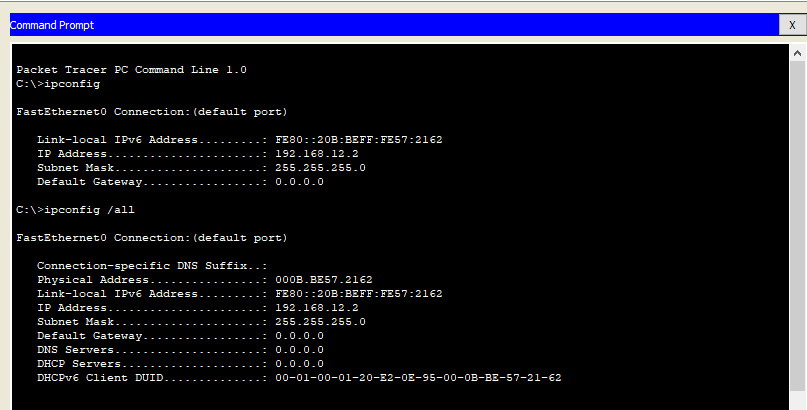 Command Prompt
X
Packet Tracer PC Command Line 1.0
C:\>ipconfig
FastEthernet0 Connection:(default port)
Link-local IPv6 Address.........: FE80::20B:BEFF:FE57:2162
IP Address......................: 192.168.12.2
Subnet Mask.....................: 255.255.255.0
Default Gateway.................: 0.0.0.0
C:\>ipconfig /all
FastEthernet0 Connection:(default port)
Connection-specific DNS Suffix..:
Physical Address................: 000B.BE57.2162
Link-local IPv6 Address.........: FE80::20B:BEFF:FE57:2162
IP Address......................: 192.168.12.2
Subnet Mask.....................: 255.255.255.0
Default Gateway.................: 0.0.0.0
DNS Servers.....................: 0.0.0.0
DHCP Servers....................: 0.0.0.0
DHCPv6 Client DUID..............: 00-01-00-01-20-E2-0E-95-00-0B-BE-57-21-62